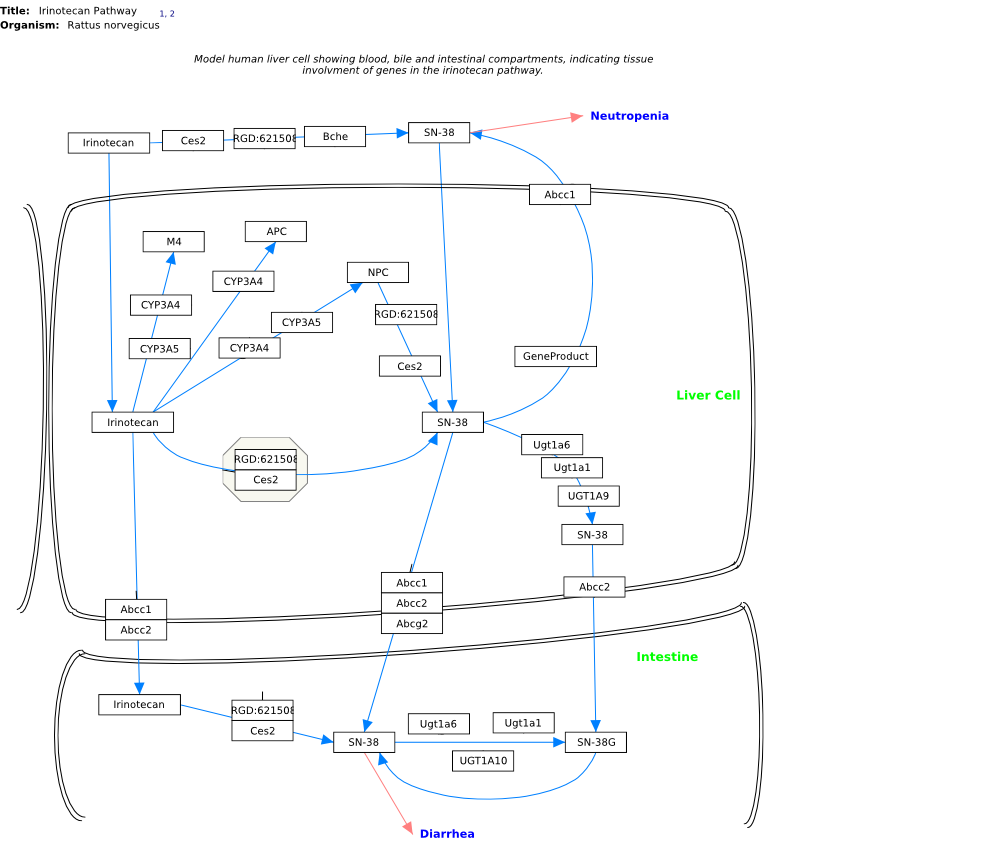 Title: Irinotecan Pathway 1, 2
Organism: Rattus norvegicus
Model human liver cell showing blood, bile and intestinal compartments, indicating tissue
involvment of genes in the irinotecan pathway.
Neutropenia
Irinotecan
Ces2
RGD:621508
Bche
SN-38
Abcc1
M4
APC
NPC
CYP3A4
CYP3A4
RGD:621508
CYP3A5
CYP3A5
CYP3A4
GeneProduct
Ces2
Liver Cell
Irinotecan
SN-38
Ugt1a6
RGD:621508
Ugt1a1
Ces2
UGT1A9
SN-38
Abcc1
Abcc2
Abcc1
Abcc2
Abcc2
Abcg2
Intestine
Irinotecan
RGD:621508
Ces2
Ugt1a6
Ugt1a1
SN-38
SN-38G
UGT1A10
Diarrhea